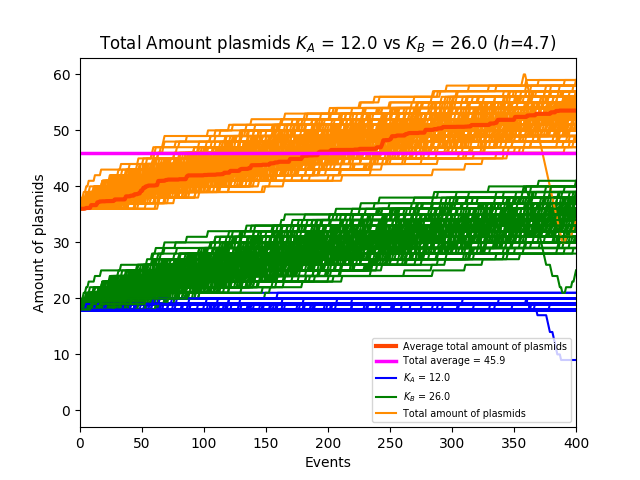 Total Amount plasmids K_A = 12.0 vs K_B = 26.0 (h=4.7)
60
50
40
30
20
10
0
Amount of plasmids
Average total amount of plasmids
Total average = 45.9
K_A = 12.0
K_B = 26.0
Total amount of plasmids
0 50 100 150 200 250 300 350 400
Events